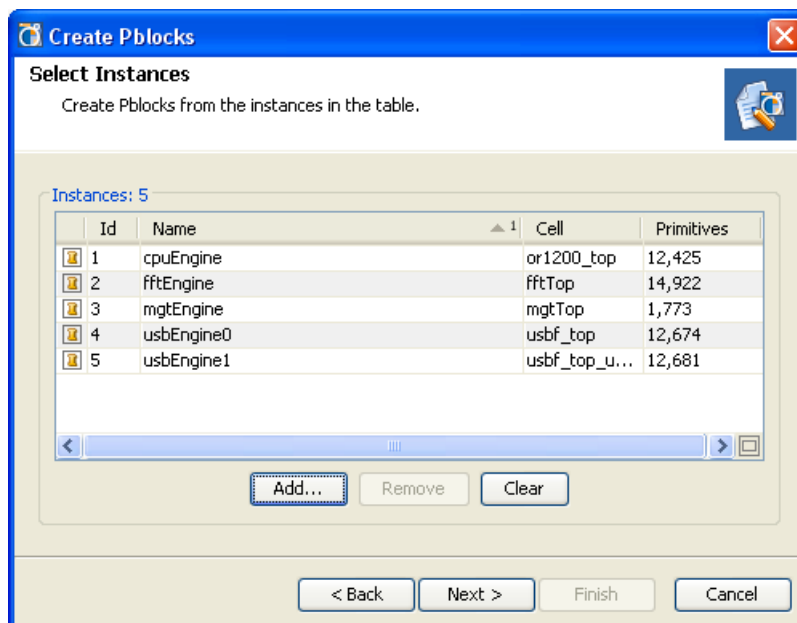 Create Pblocks
Select Instances
Create Pblocks from the instances in the table.
Instances: 5
Id Name 1 Cell Primitives
1 cpuEngine or1200_top 12,425
2 fftEngine fftTop 14,922
3 mgtEngine mgtTop 1,773
4 usbEngine0 usbf_top 12,674
5 usbEngine1 usbf_top_u... 12,681
Add... Remove Clear
< Back Next > Finish Cancel